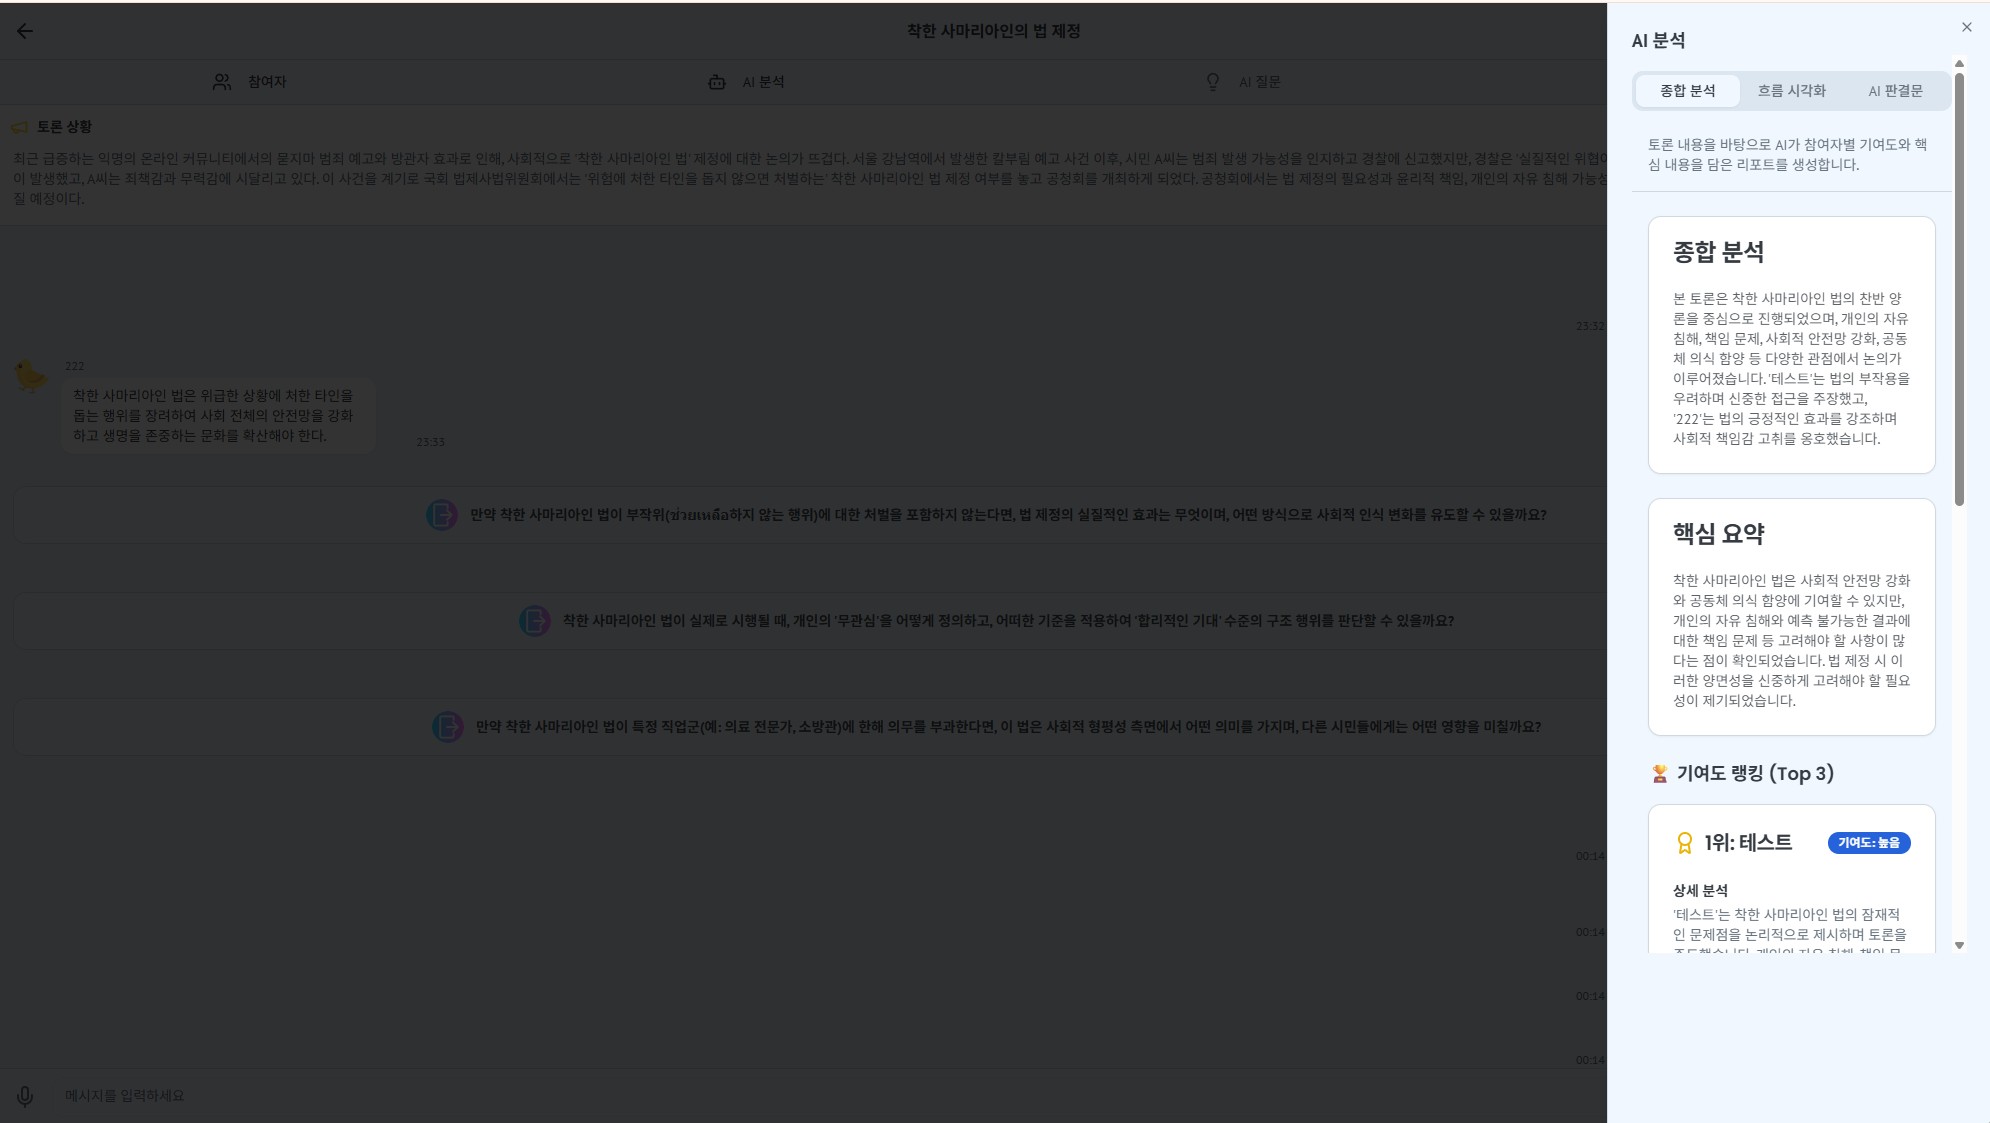 착한 사마리아인의 법 제정
참여자
AI 분석
AI 질문
토론 상황
최근 급증하는 익명의 온라인 커뮤니티에서의 묻지마 범죄 예고와 방관자 효과로 인해, 사회적으로 '착한 사마리아인 법' 제정에 대한 논의가 뜨겁다. 서울 강남역에서 발생한 칼부림 예고 사건 이후, 시민 A씨는 범죄 발생 가능성을 인지하고 경찰에 신고했지만, 경찰은 '실질적인 위협이
이 발생했고, A씨는 죄책감과 무력감에 시달리고 있다. 이 사건을 계기로 국회 법제사법위원회에서는 '위험에 처한 타인을 돕지 않으면 처벌하는' 착한 사마리아인 법 제정 여부를 놓고 공청회를 개최하게 되었다. 공청회에서는 법 제정의 필요성과 윤리적 책임, 개인의 자유 침해 가능성
질 예정이다.
23:32
222
착한 사마리아인 법은 위급한 상황에 처한 타인을
돕는 행위를 장려하여 사회 전체의 안전망을 강화
하고 생명을 존중하는 문화를 확산해야 한다.
23:33
만약 착한 사마리아인 법이 부작위(ช่วยเหลือ하지 않는 행위)에 대한 처벌을 포함하지 않는다면, 법 제정의 실질적인 효과는 무엇이며, 어떤 방식으로 사회적 인식 변화를 유도할 수 있을까요?
착한 사마리아인 법이 실제로 시행될 때, 개인의 '무관심'을 어떻게 정의하고, 어떠한 기준을 적용하여 '합리적인 기대' 수준의 구조 행위를 판단할 수 있을까요?
만약 착한 사마리아인 법이 특정 직업군(예: 의료 전문가, 소방관)에 한해 의무를 부과한다면, 이 법은 사회적 형평성 측면에서 어떤 의미를 가지며, 다른 시민들에게는 어떤 영향을 미칠까요?
00:14
00:14
00:14
00:14
메시지를 입력하세요
AI 분석
종합 분석
흐름 시각화
AI 판결문
토론 내용을 바탕으로 AI가 참여자별 기여도와 핵
심 내용을 담은 리포트를 생성합니다.
종합 분석
본 토론은 착한 사마리아인 법의 찬반 양
론을 중심으로 진행되었으며, 개인의 자유
침해, 책임 문제, 사회적 안전망 강화, 공동
체 의식 함양 등 다양한 관점에서 논의가
이루어졌습니다. '테스트'는 법의 부작용을
우려하며 신중한 접근을 주장했고,
'222'는 법의 긍정적인 효과를 강조하며
사회적 책임감 고취를 옹호했습니다.
핵심 요약
착한 사마리아인 법은 사회적 안전망 강화
와 공동체 의식 함양에 기여할 수 있지만,
개인의 자유 침해와 예측 불가능한 결과에
대한 책임 문제 등 고려해야 할 사항이 많
다는 점이 확인되었습니다. 법 제정 시 이
러한 양면성을 신중하게 고려해야 할 필요
성이 제기되었습니다.
기여도 랭킹 (Top 3)
1위: 테스트
기여도: 높음
상세 분석
'테스트'는 착한 사마리아인 법의 잠재적
인 문제점을 논리적으로 제시하며 토론을